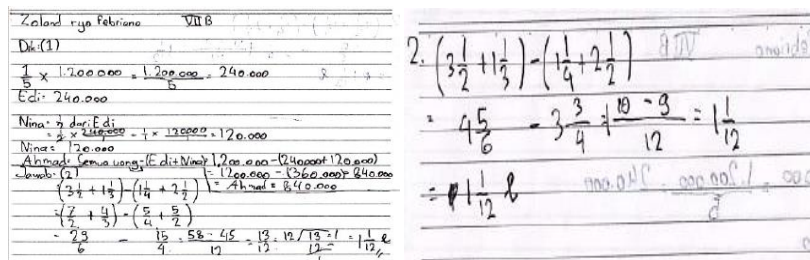 Zoland ryo Febriano VII B
Dik: (1)
1/5 × 1.200.000 = 1.200.000/5 = 240.000
Edi = 240.000
Nina = 1/2 dari Edi
= 1/2 × 240.000 = 1/1 × 120000 = 120.000
Nina = 120.000
Ahmad = Semua uang - (Edi + Nina) = 1.200.000 - (240000 + 120.000)
= 1200.000 - (360.000) = 840.000
= Ahmad = 840.000
Jawab: (2)
(3 1/2 + 1 1/3) - (1 1/4 + 2 1/2)
= (7/2 + 4/3) - (5/4 + 5/2)
= 29/6 - 15/4 = 58 - 45/12 = 13/12 = 12√13 = 1/12 = 1 1/12 l
2. (3 1/2 + 1 1/3) - (1 1/4 + 2 1/2)
= 4 5/6 - 3 3/4 = 1 10 - 9/12 = 1 1/12
= 1 1/12 l